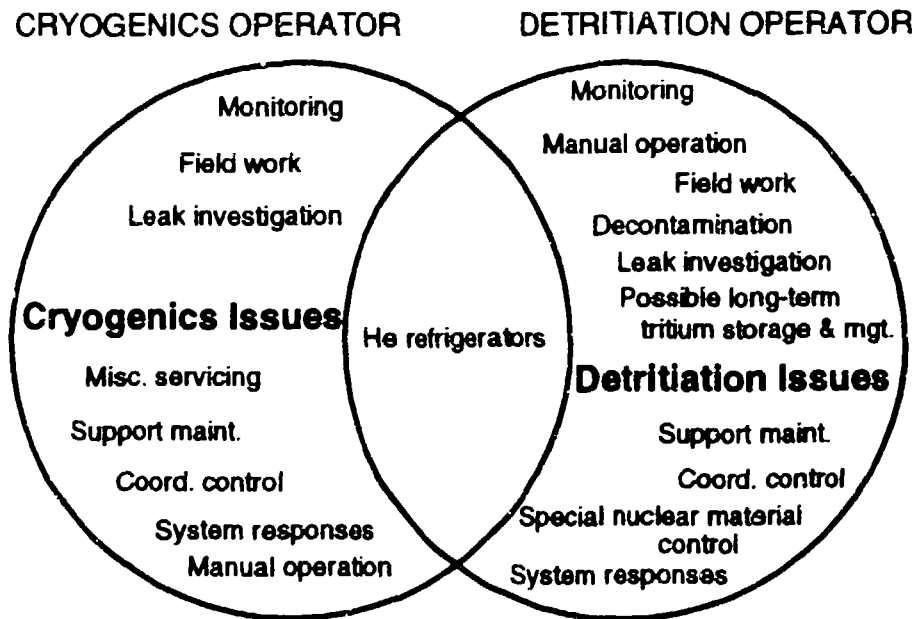 CRYOGENICS OPERATOR
DETRITIATION OPERATOR
Monitoring
Field work
Leak investigation
Cryogenics Issues
Misc. servicing
Support maint.
Coord. control
System responses
Manual operation
He refrigerators
Monitoring
Manual operation
Field work
Decontamination
Leak investigation
Possible long-term
tritium storage & mgt.
Detritiation Issues
Support maint.
Coord. control
Special nuclear material
control
System responses